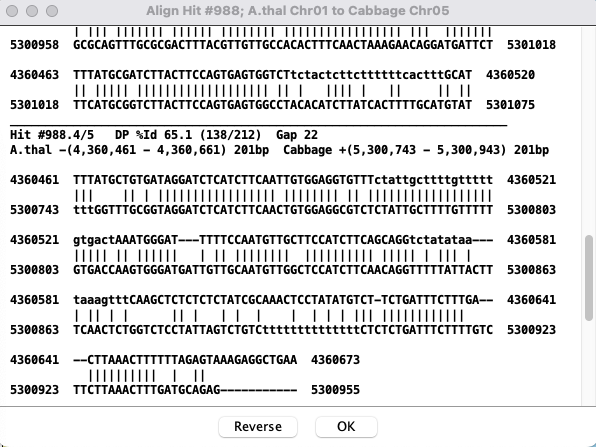 Align Hit #988; A.thal Chr01 to Cabbage Chr05
| ||| ||||||| |||||| |||||||| ||||||||||||||||| |||  |||||||
5300958  GCGCAGTTTGCGCGACTTTACGTTGTTGCCACACTTTCAACTAAAGAACAGGATGATTCT  5301018
4360463  TTTATGCGATCTTACTTCCAGTGAGTGGTCTtctactcttcttttttcactttGCAT  4360520
|| ||||| ||||||||||||||||||| || |   |||| |    ||     || ||
5301018  TTCATGCGGTCTTACTTCCAGTGAGTGGCCTACACATCTTATCACTTTTGCATGTAT  5301075
Hit #988.4/5  DP %Id 65.1 (138/212)  Gap 22
A.thal -(4,360,461 - 4,360,661) 201bp  Cabbage +(5,300,743 - 5,300,943) 201bp
4360461  TTTATGCTGTGATAGGATCTCATCTTCAATTGTGGAGGTGTTTctattgcttttgttttt  4360521
|||    || | ||||||||||||||||| |||||||| || ||||||||||||||||||
5300743  tttGGTTTGCGGTAGGATCTCATCTTCAACTGTGGAGGCGTCTCTATTGCTTTTGTTTTT  5300803
4360521  gtgactAAATGGGAT---TTTTCCAATGTTGCTTCCATCTTCAGCAGGtctatataa---  4360581
||||| || ||||||   | || |||||||| |||||||||| ||||| | ||| |
5300803  GTGACCAAGTGGGATGATTGTTGCAATGTTGGCTCCATCTTCAACAGGTTTTTATTACTT  5300863
4360581  taaagtttCAAGCTCTCTCTCTATCGCAAACTCCTATATGTCT-TCTGATTTCTTTGA--  4360641
| || | |      |||  ||   | | |   |     | | | ||| ||||||||||||
5300863  TCAACTCTGGTCTCCTATTAGTCTGTCttttttttttttttCTCTCTGATTTCTTTTGTC  5300923
4360641  --CTTAAACTTTTTTAGAGTAAAGAGGCTGAA  4360673
||||||||||  |  ||
5300923  TTCTTAAACTTTGATGCAGAG-----------  5300955
Reverse
OK